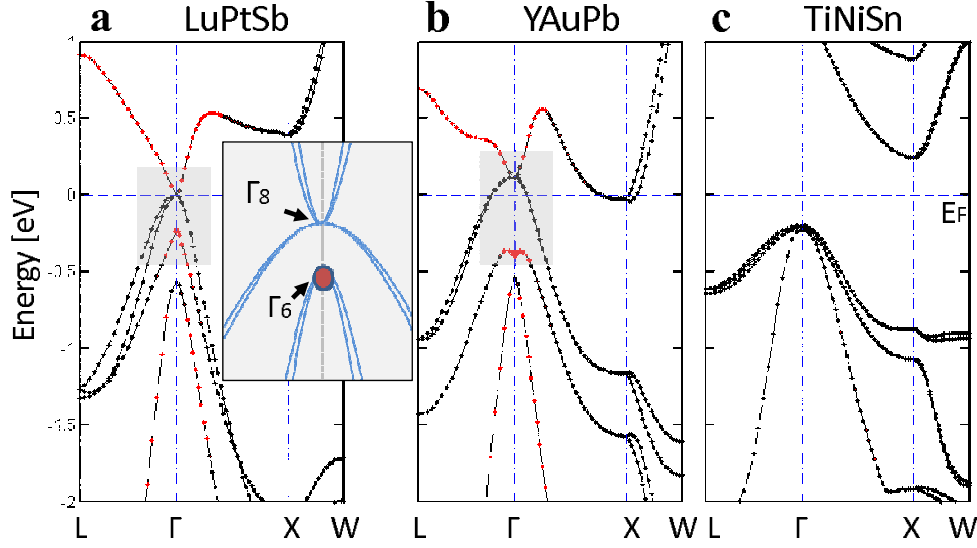 a LuPtSb b YAuPb c TiNiSn
Energy [eV]
1
0.5
0
-0.5
-1
-1.5
-2
Γ8
Γ6
EF
L Γ X W L Γ X W L Γ X W